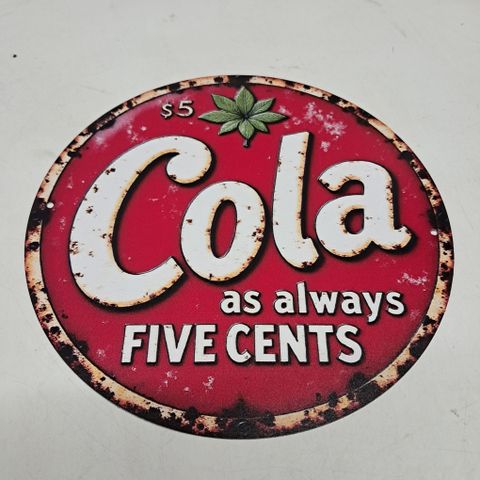 $5
Cola
as always
FIVE CENTS